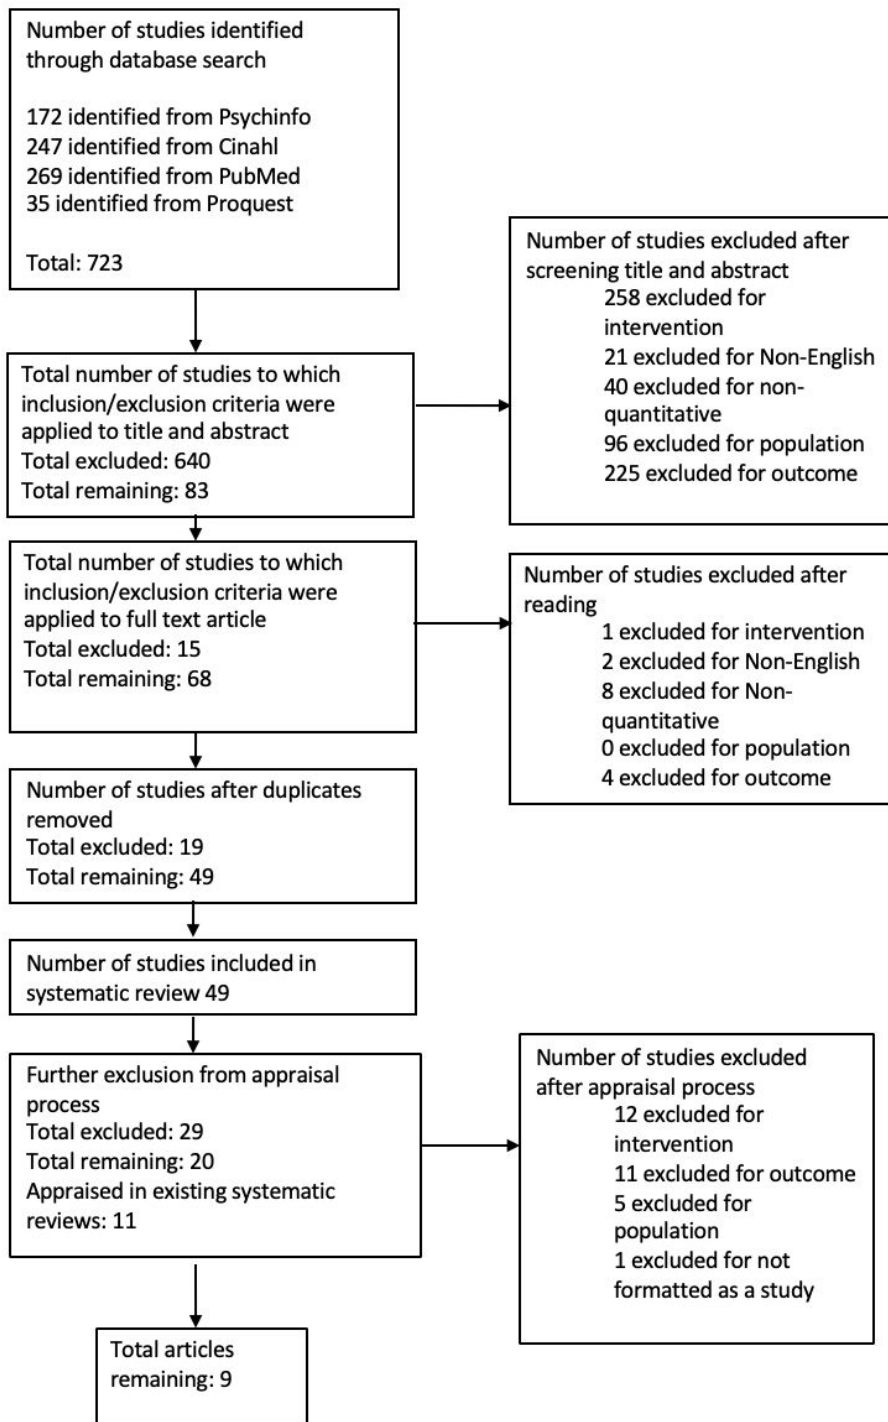 Number of studies identified
through database search
172 identified from Psychinfo
247 identified from Cinahl
269 identified from PubMed
35 identified from Proquest
Total: 723
Number of studies excluded after
screening title and abstract
258 excluded for
intervention
21 excluded for Non-English
40 excluded for non-
quantitative
96 excluded for population
225 excluded for outcome
Total number of studies to which
inclusion/exclusion criteria were
applied to title and abstract
Total excluded: 640
Total remaining: 83
Total number of studies to which
inclusion/exclusion criteria were
applied to full text article
Total excluded: 15
Total remaining: 68
Number of studies excluded after
reading
1 excluded for intervention
2 excluded for Non-English
8 excluded for Non-
quantitative
0 excluded for population
4 excluded for outcome
Number of studies after duplicates
removed
Total excluded: 19
Total remaining: 49
Number of studies included in
systematic review 49
Further exclusion from appraisal
process
Total excluded: 29
Total remaining: 20
Appraised in existing systematic
reviews: 11
Number of studies excluded
after appraisal process
12 excluded for
intervention
11 excluded for outcome
5 excluded for
population
1 excluded for not
formatted as a study
Total articles
remaining: 9